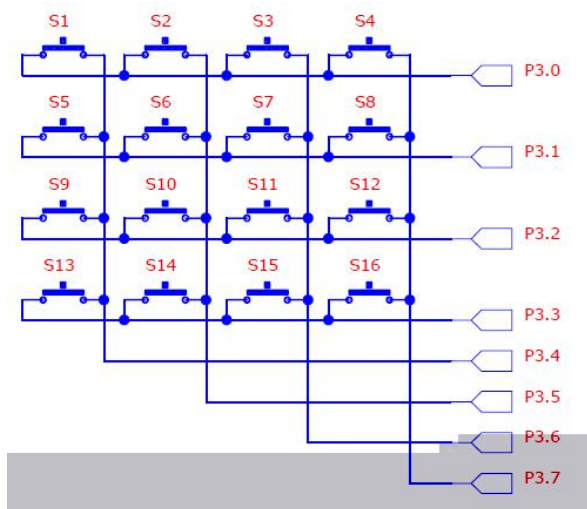 S1 S2 S3 S4
P3.0
S5 S6 S7 S8
P3.1
S9 S10 S11 S12
P3.2
S13 S14 S15 S16
P3.3
P3.4
P3.5
P3.6
P3.7